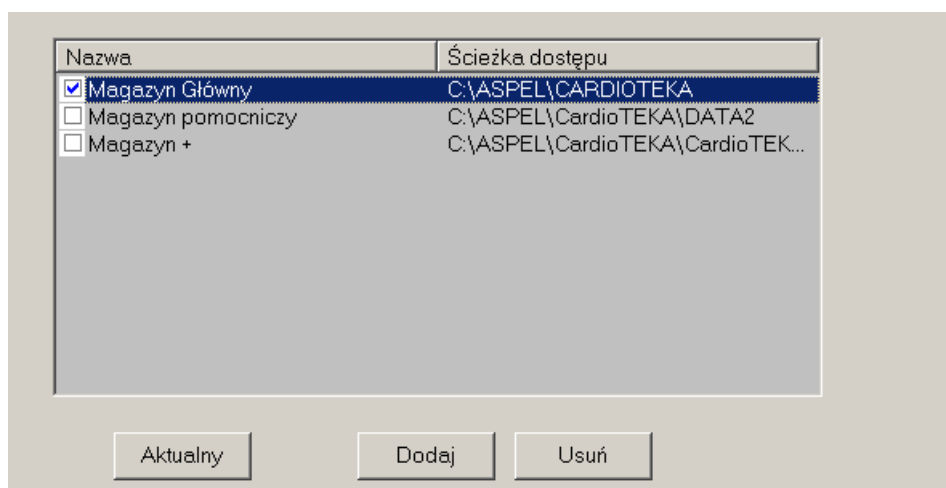 Nazwa Ścieżka dostępu
Magazyn Główny C:\ASPEL\CARDIOTEKA
Magazyn pomocniczy C:\ASPEL\CardioTEKA\DATA2
Magazyn + C:\ASPEL\CardioTEKA\CardioTEK...
Aktualny Dodaj Usuń